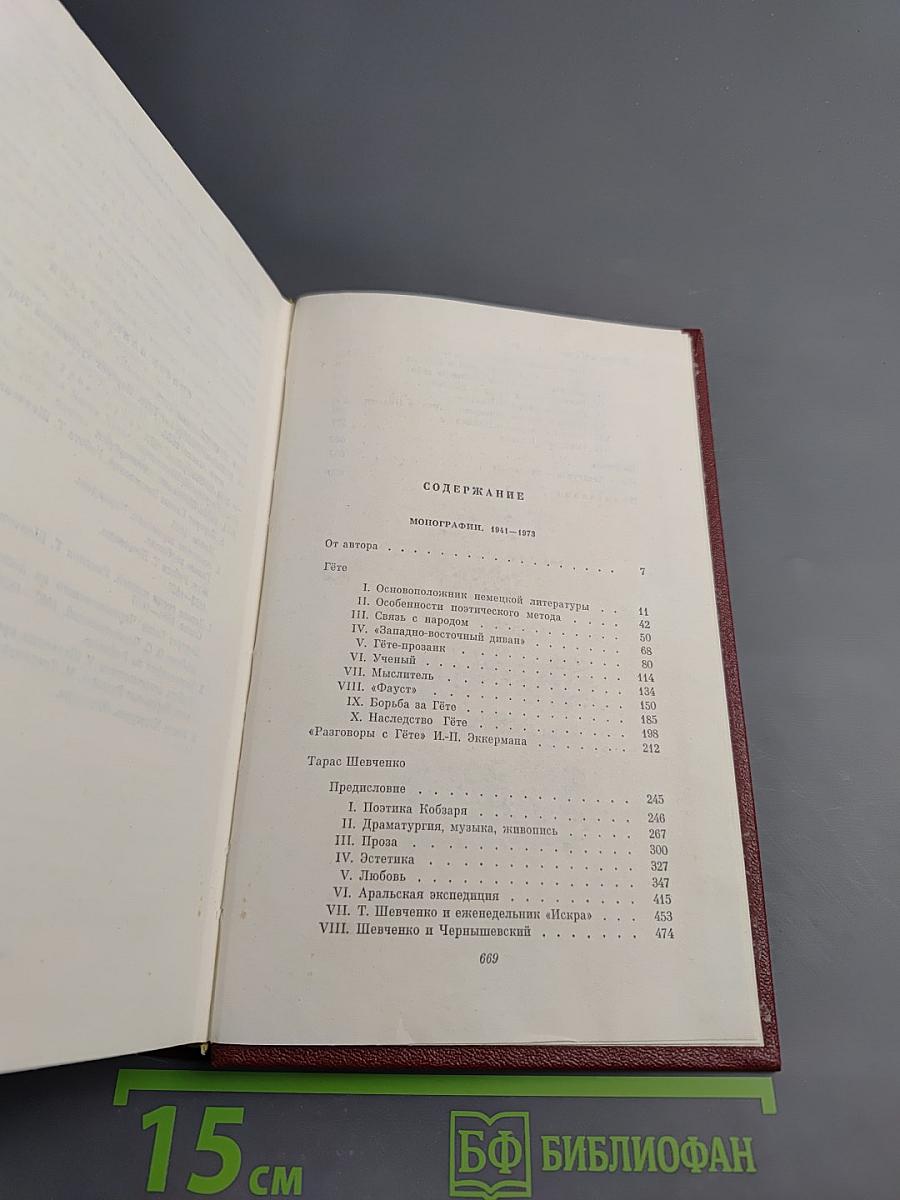 СОДЕРЖАНИЕ
МОНОГРАФИИ. 1941—1973
От автора . . . . . . . . . . . . . . . . 7
Гёте
I. Основоположник немецкой литературы . . 11
II. Особенности поэтического метода . . . . 42
III. Связь с народом . . . . . . . . . . 50
IV. «Западно-восточный диван» . . . . . . 68
V. Гёте-прозаик . . . . . . . . . . . 80
VI. Ученый . . . . . . . . . . . . . 114
VII. Мыслитель . . . . . . . . . . . . 134
VIII. «Фауст» . . . . . . . . . . . . . 150
IX. Борьба за Гёте . . . . . . . . . . . 185
X. Наследство Гёте . . . . . . . . . . 198
«Разговоры с Гёте» И.-П. Эккермана . . . . . . 212
Тарас Шевченко
Предисловие . . . . . . . . . . . . . . 245
I. Поэтика Кобзаря . . . . . . . . . . 246
II. Драматургия, музыка, живопись . . . . . 267
III. Проза . . . . . . . . . . . . . . 300
IV. Эстетика . . . . . . . . . . . . . 327
V. Любовь . . . . . . . . . . . . . . 347
VI. Аральская экспедиция . . . . . . . . 415
VII. Т. Шевченко и еженедельник «Искра» . . . 453
VIII. Шевченко и Чернышевский . . . . . . . 474
669
15 см
БФ БИБЛИОФАН